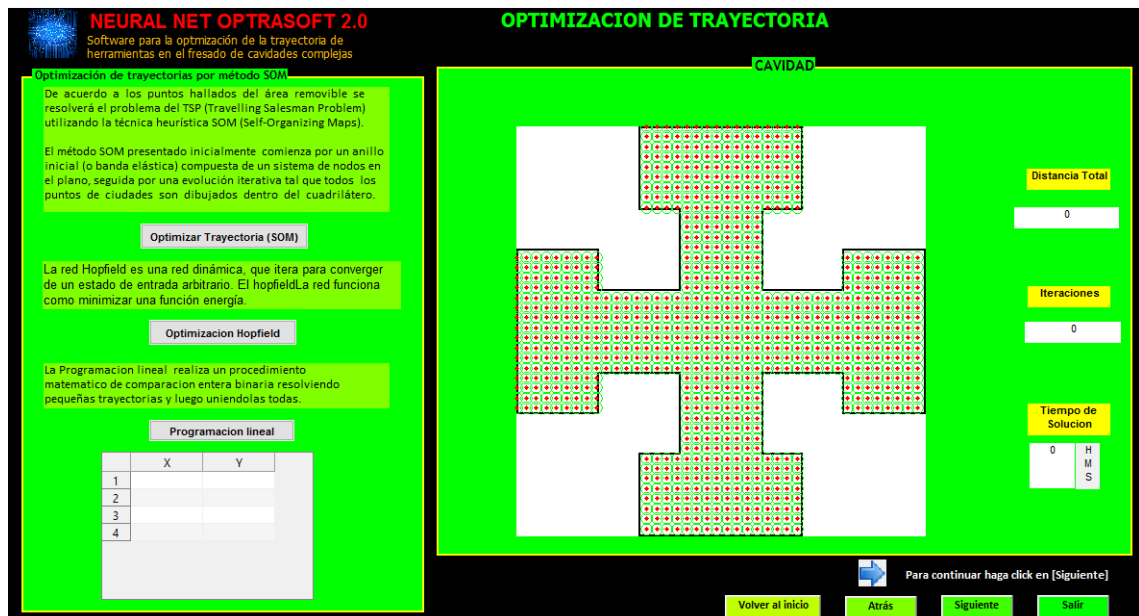 NEURAL NET OPTRASOFT 2.0
Software para la optmización de la trayectoria de
herramientas en el fresado de cavidades complejas
OPTIMIZACION DE TRAYECTORIA
Optimización de trayectorias por método SOM
De acuerdo a los puntos hallados del área removible se
resolverá el problema del TSP (Travelling Salesman Problem)
utilizando la técnica heurística SOM (Self-Organizing Maps).
El método SOM presentado inicialmente comienza por un anillo
inicial (o banda elástica) compuesta de un sistema de nodos en
el plano, seguida por una evolución iterativa tal que todos los
puntos de ciudades son dibujados dentro del cuadrilátero.
Optimizar Trayectoria (SOM)
La red Hopfield es una red dinámica, que itera para converger
de un estado de entrada arbitrario. El hopfieldLa red funciona
como minimizar una función energía.
Optimizacion Hopfield
La Programacion lineal realiza un procedimiento
matematico de comparacion entera binaria resolviendo
pequeñas trayectorias y luego uniendolas todas.
Programacion lineal
X Y
1
2
3
4
CAVIDAD
Distancia Total
0
Iteraciones
0
Tiempo de
Solucion
0 H
M
S
Para continuar haga click en [Siguiente]
Volver al inicio Atrás Siguiente Salir